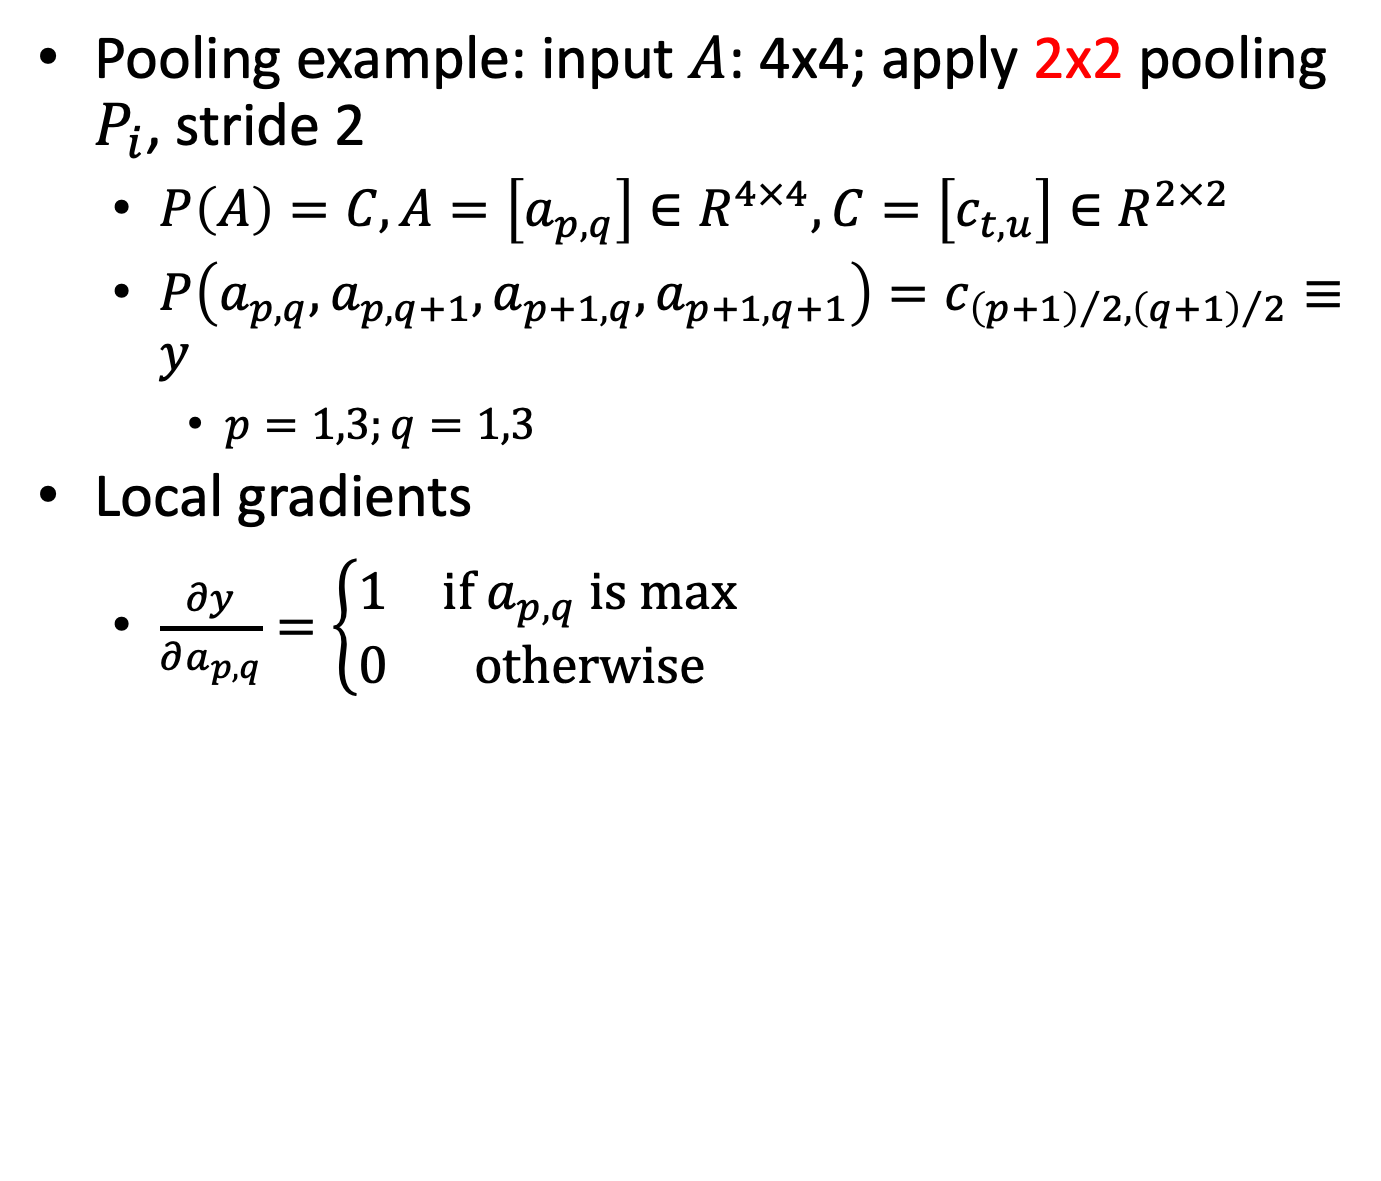 • Pooling example: input A: 4x4; apply 2x2 pooling
P_i, stride 2
• P(A) = C, A = [a_{p,q}] ∈ R^{4×4}, C = [c_{t,u}] ∈ R^{2×2}
• P(a_{p,q}, a_{p,q+1}, a_{p+1,q}, a_{p+1,q+1}) = c_{(p+1)/2,(q+1)/2} ≡
y
• p = 1,3; q = 1,3
• Local gradients
• ∂y/∂a_{p,q} = { 1 if a_{p,q} is max
0 otherwise